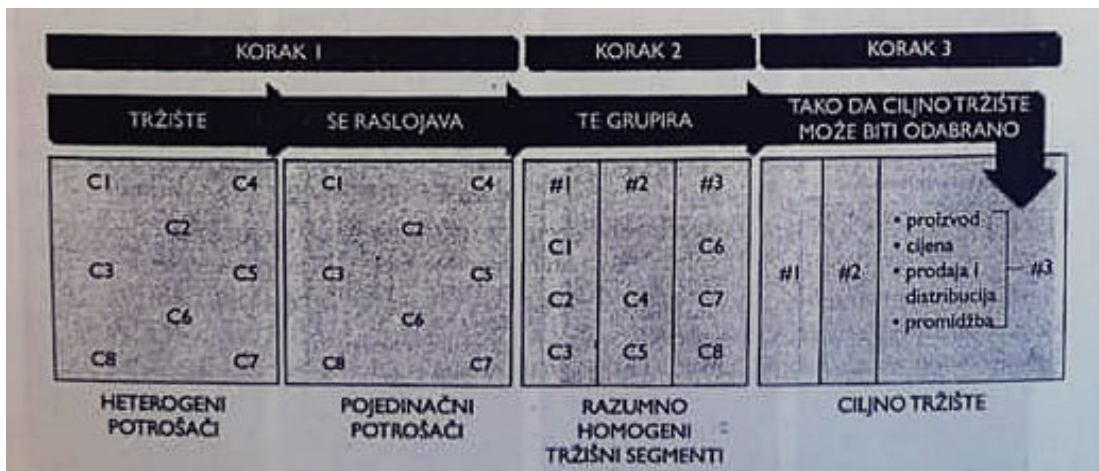 KORAK 1
KORAK 2
KORAK 3
TRŽIŠTE
SE RASLOJAVA
TE GRUPIRA
TAKO DA CILJNO TRŽIŠTE
MOŽE BITI ODABRANO
C1
C4
C2
C3
C5
C6
C8
C7
C1
C4
C2
C3
C5
C6
C8
C7
#1
#2
#3
C1
C6
C2
C4
C7
C3
C5
C8
#1
#2
• proizvod
• cijena
• prodaja i
distribucija
• promidžba
#3
HETEROGENI
POTROŠAČI
POJEDINAČNI
POTROŠAČI
RAZUMNO
HOMOGENI
TRŽIŠNI SEGMENTI
CILJNO TRŽIŠTE